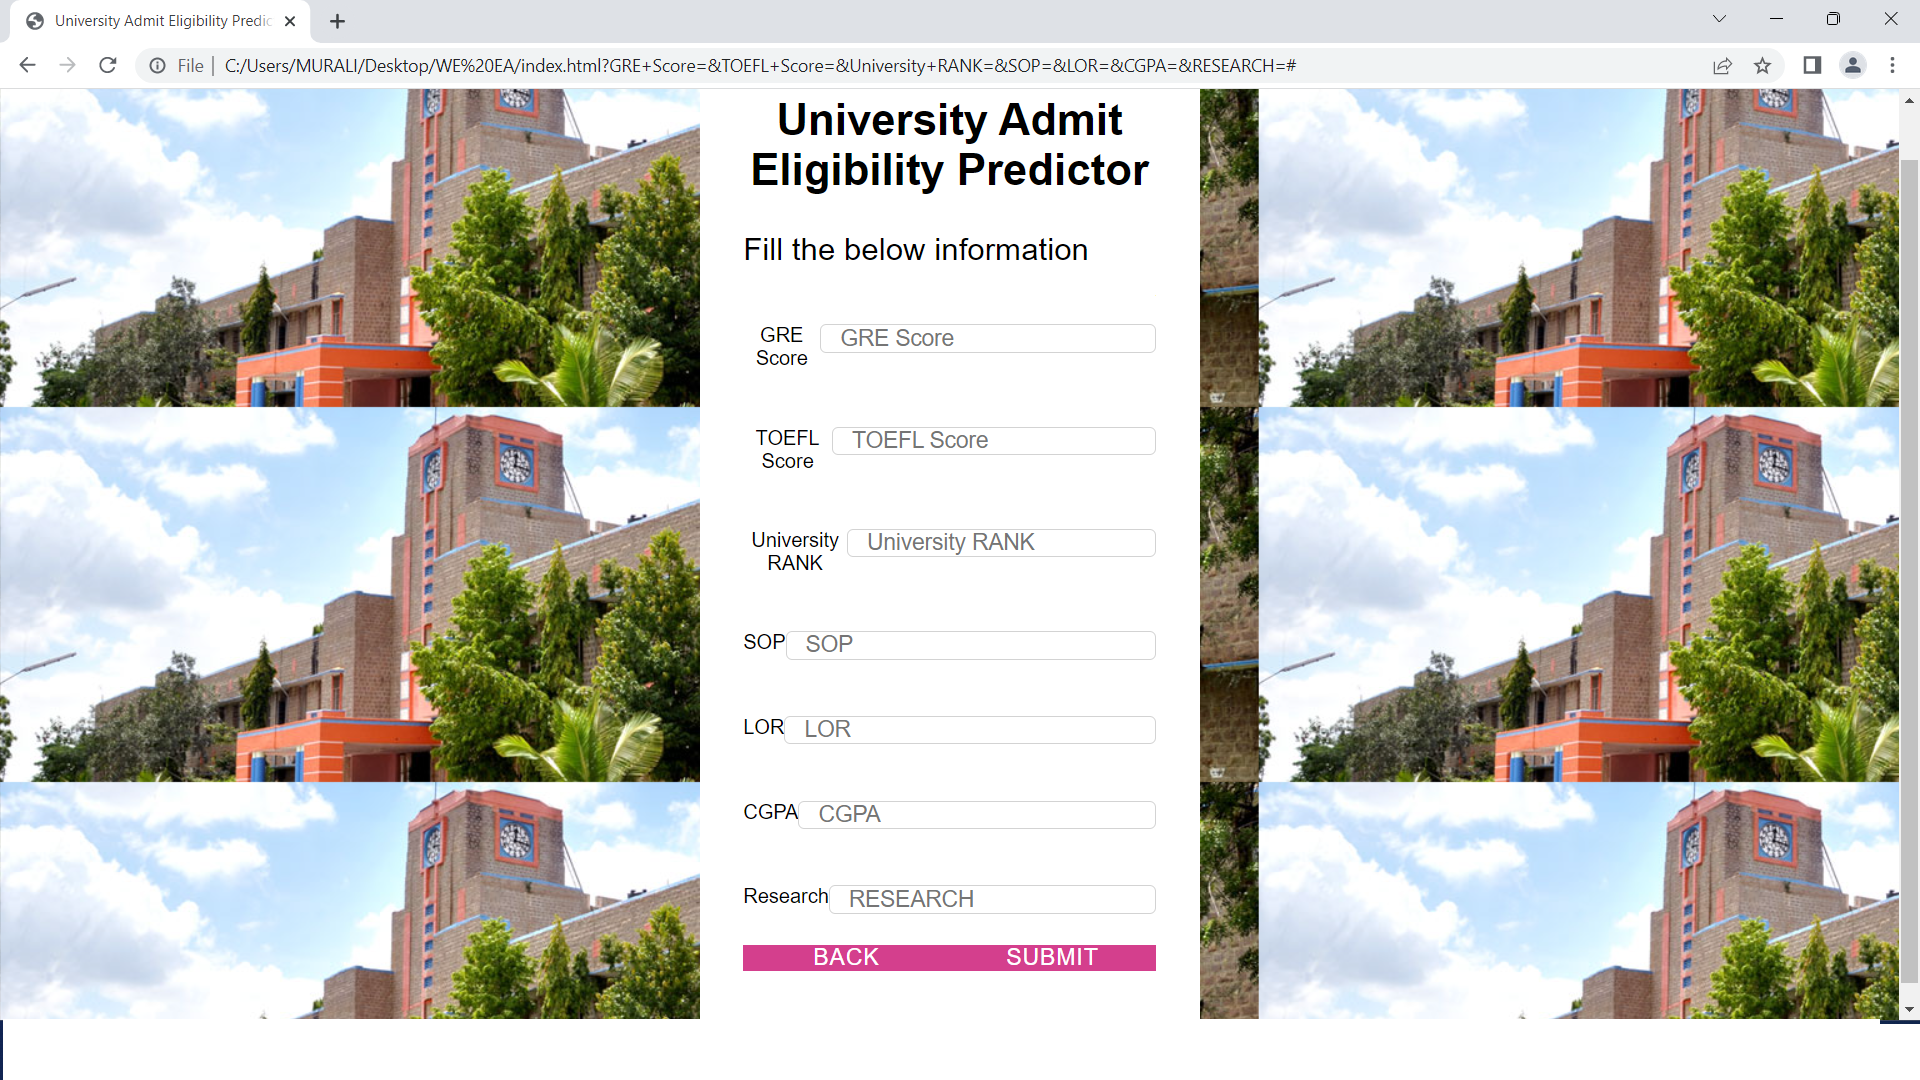 University Admit Eligibility Predic
File
C:/Users/MURALI/Desktop/WE%20EA/index.html?GRE+Score=&TOEFL+Score=&University+RANK=&SOP=&LOR=&CGPA=&RESEARCH=#
University Admit
Eligibility Predictor
Fill the below information
GRE
Score
GRE Score
TOEFL
Score
TOEFL Score
University
RANK
University RANK
SOP
SOP
LOR
LOR
CGPA
CGPA
Research
RESEARCH
BACK
SUBMIT